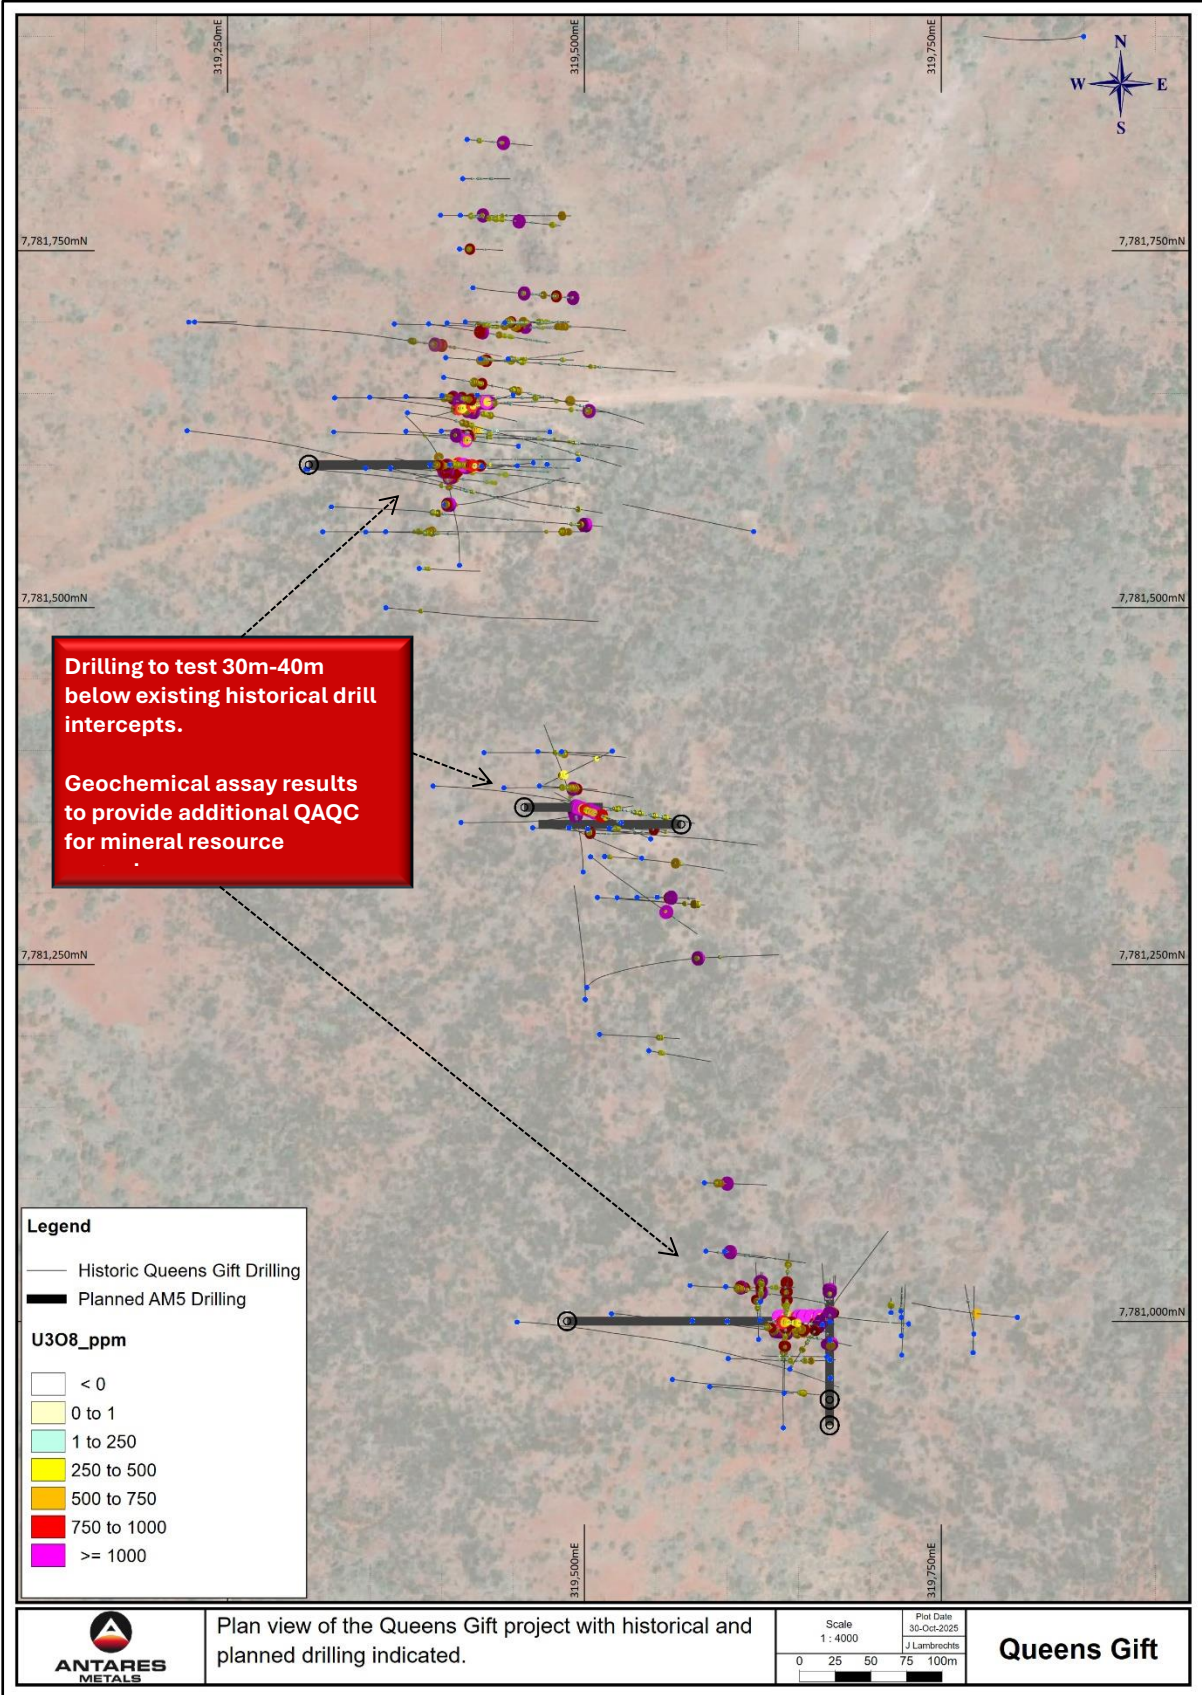 319,250mE
319,500mE
319,750mE
N
W E
S
7,781,750mN
7,781,750mN
7,781,500mN
7,781,500mN
Drilling to test 30m-40m
below existing historical drill
intercepts.
Geochemical assay results
to provide additional QAQC
for mineral resource
7,781,250mN
7,781,250mN
7,781,000mN
Legend
Historic Queens Gift Drilling
Planned AM5 Drilling
U3O8_ppm
< 0
0 to 1
1 to 250
250 to 500
500 to 750
750 to 1000
>= 1000
319,500mE
319,750mE
ANTARES
METALS
Plan view of the Queens Gift project with historical and
planned drilling indicated.
Scale
1 : 4000
0 25 50 75 100m
Plot Date
30-Oct-2025
J Lambrechts
Queens Gift